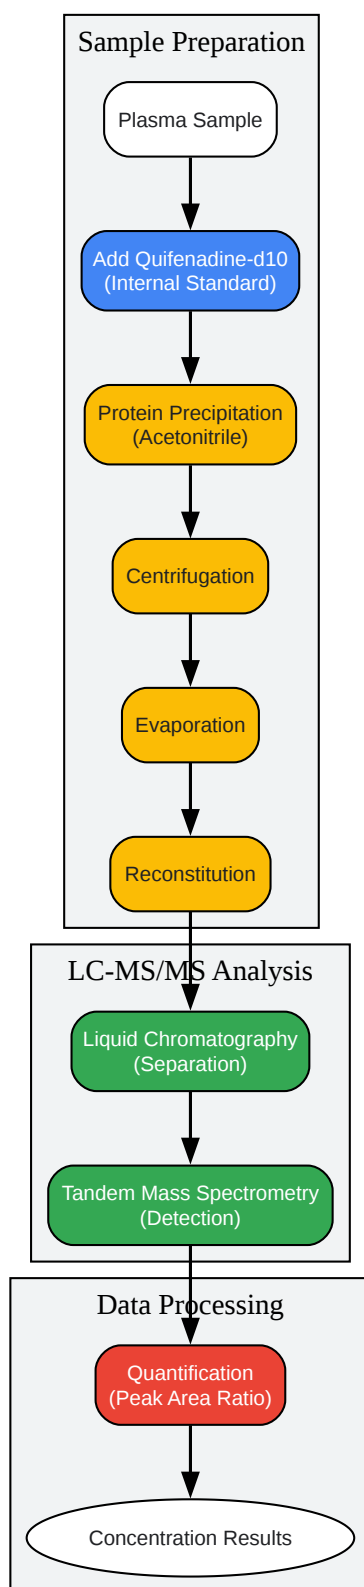 Sample Preparation
Plasma Sample
Add Quifenadine-d10
(Internal Standard)
Protein Precipitation
(Acetonitrile)
Centrifugation
Evaporation
Reconstitution
LC-MS/MS Analysis
Liquid Chromatography
(Separation)
Tandem Mass Spectrometry
(Detection)
Data Processing
Quantification
(Peak Area Ratio)
Concentration Results